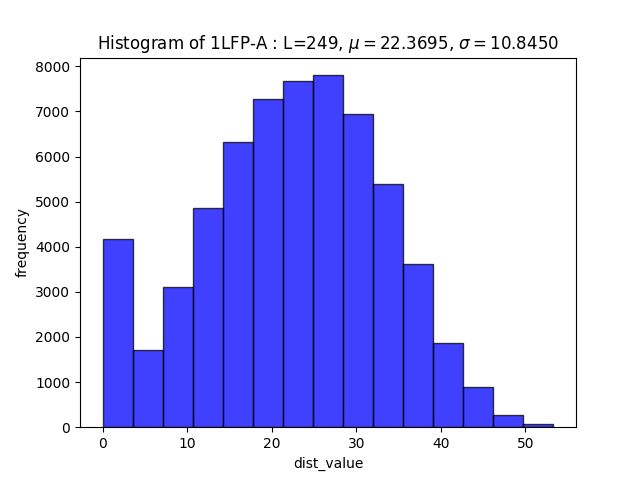 Histogram of 1LFP-A : L=249, μ = 22.3695, σ = 10.8450
8000
7000
6000
5000
4000
3000
2000
1000
0
frequency
0 10 20 30 40 50
dist_value